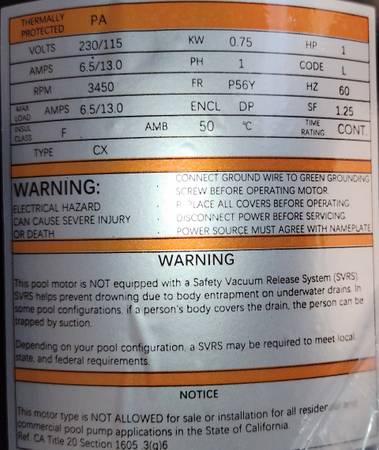 THERMALLY PROTECTED PA
VOLTS 230/115 KW 0.75 HP 1
AMPS 6.5/13.0 PH 1 CODE L
RPM 3450 FR P56Y HZ 60
MAX LOAD AMPS 6.5/13.0 ENCL DP SF 1.25
INSUL CLASS F AMB 50 °C TIME RATING CONT.
TYPE CX
WARNING:
ELECTRICAL HAZARD
CAN CAUSE SEVERE INJURY
OR DEATH
CONNECT GROUND WIRE TO GREEN GROUNDING
SCREW BEFORE OPERATING MOTOR.
REPLACE ALL COVERS BEFORE OPERATING
DISCONNECT POWER BEFORE SERVICING
POWER SOURCE MUST AGREE WITH NAMEPLATE
WARNING
This pool motor is NOT equipped with a Safety Vacuum Release System (SVRS).
SVRS helps prevent drowning due to body entrapment on underwater drains. In
some pool configurations, if a person's body covers the drain, the person can be
trapped by suction.
Depending on your pool configuration, a SVRS may be required to meet local,
state, and federal requirements.
NOTICE
This motor type is NOT ALLOWED for sale or installation for all
commercial pool pump applications in the State of California.
Ref. CA Title 20 Section 1605.3(g)6